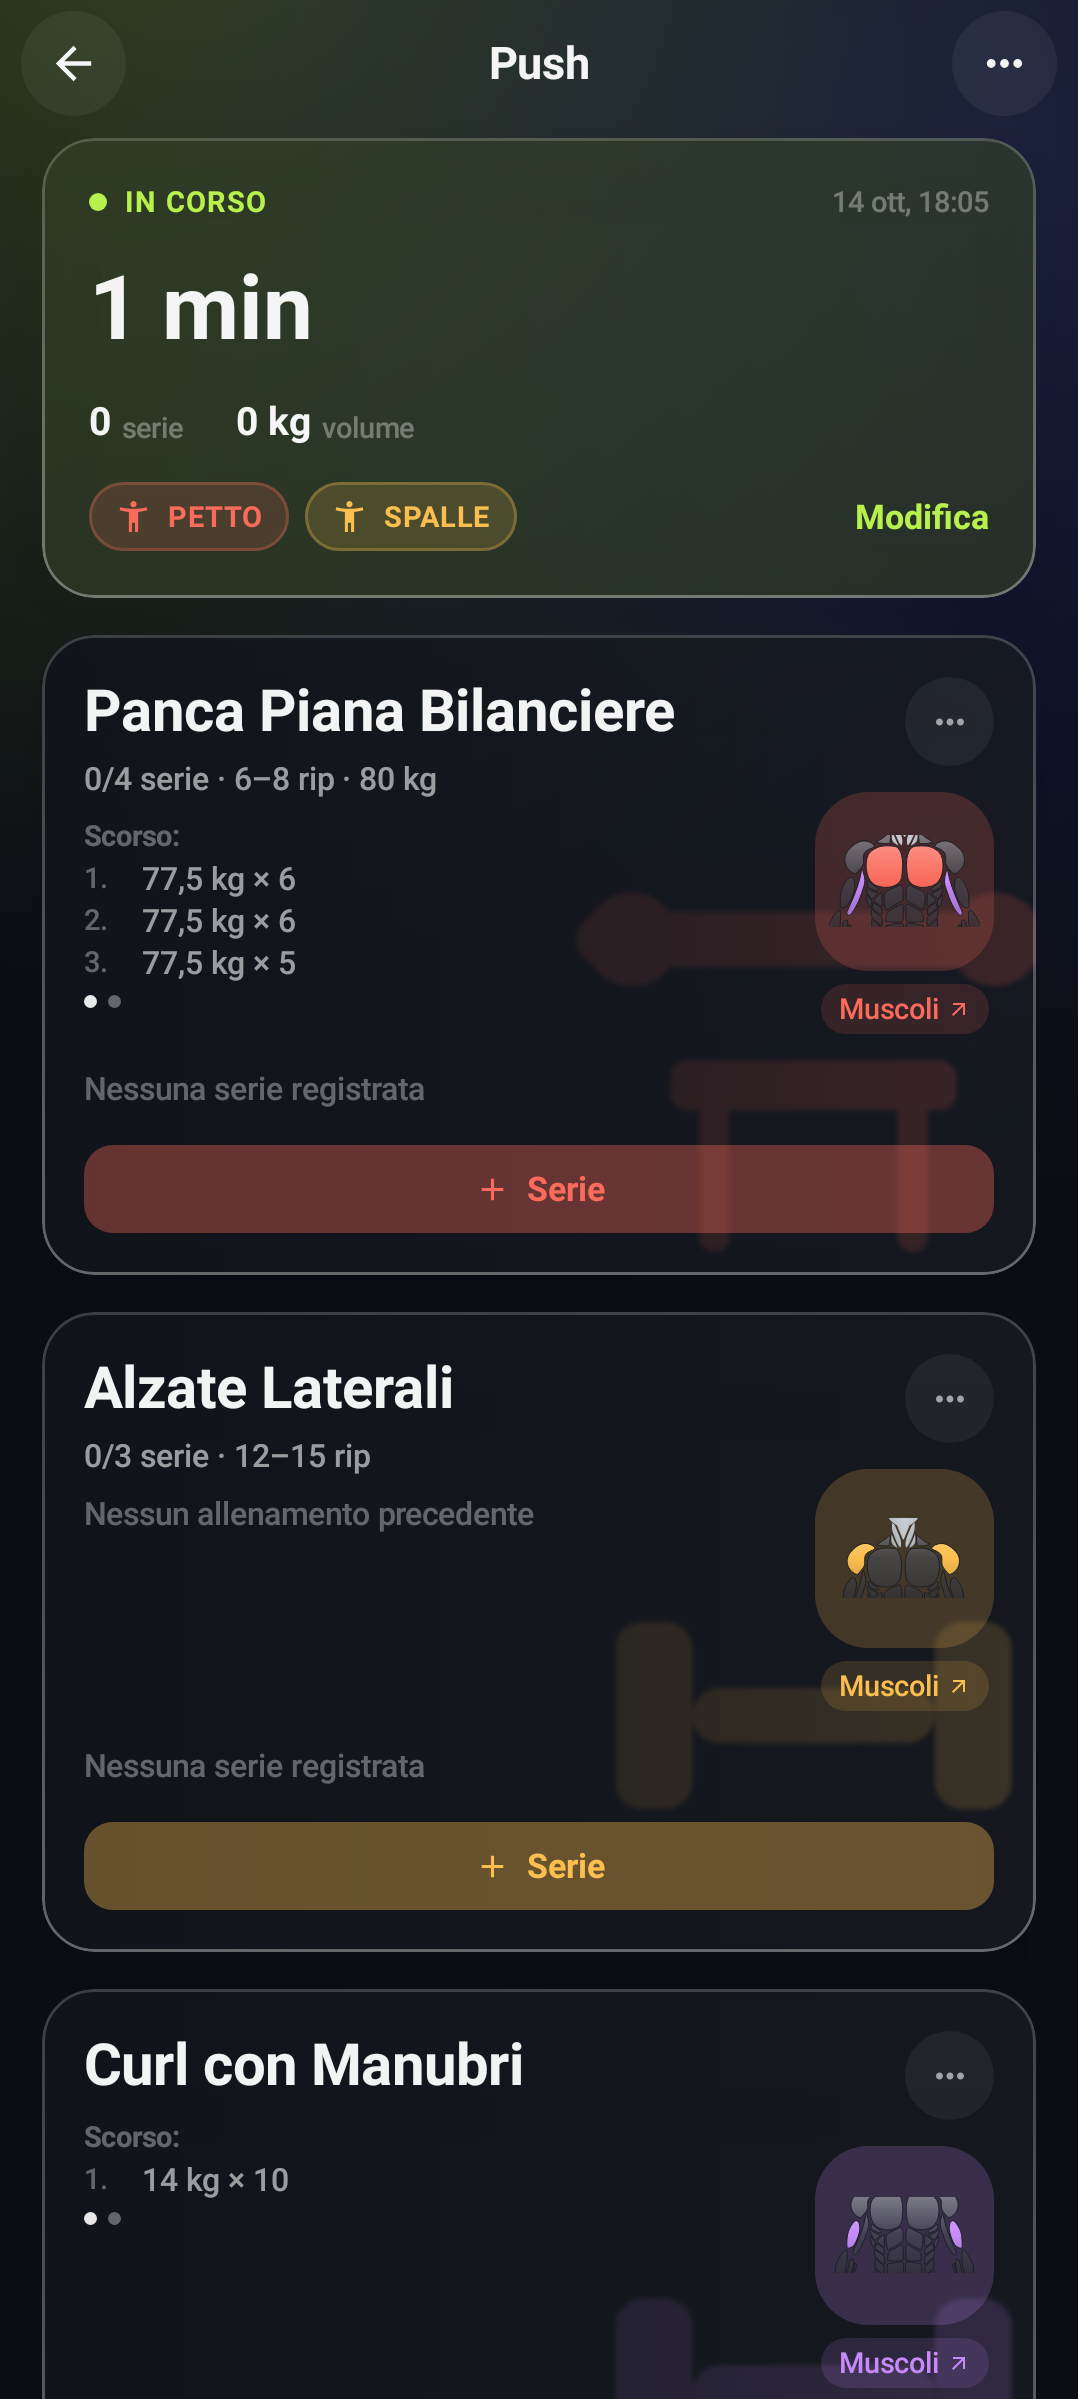 Push
IN CORSO
14 ott, 18:05
1 min
0 serie 0 kg volume
PETTO SPALLE Modifica
Panca Piana Bilanciere
0/4 serie · 6–8 rip · 80 kg
Scorso:
1. 77,5 kg × 6
2. 77,5 kg × 6
3. 77,5 kg × 5
Muscoli
Nessuna serie registrata
+ Serie
Alzate Laterali
0/3 serie · 12–15 rip
Nessun allenamento precedente
Muscoli
Nessuna serie registrata
+ Serie
Curl con Manubri
Scorso:
1. 14 kg × 10
Muscoli